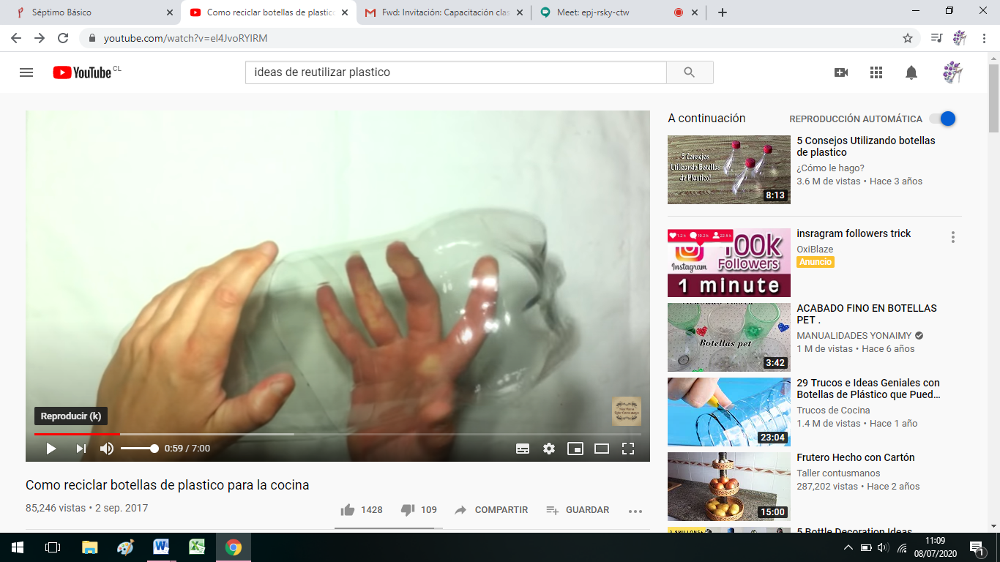 Séptimo Básico
Como reciclar botellas de plastico
Fwd: Invitación: Capacitación clas
Meet: epj-rsky-ctw
youtube.com/watch?v=eI4JvoRYIRM
YouTube CL
ideas de reutilizar plastico
A continuación
REPRODUCCIÓN AUTOMÁTICA
5 Consejos
Utilizando Botellas
de Plastico!
8:13
5 Consejos Utilizando botellas
de plastico
¿Cómo le hago?
3.6 M de vistas • Hace 3 años
100k
Followers
Instagram
1 minute
insragram followers trick
OxiBlaze
Anuncio
Botellas pet
3:42
ACABADO FINO EN BOTELLAS
PET .
MANUALIDADES YONAIMY
1 M de vistas • Hace 6 años
23:04
29 Trucos e Ideas Geniales con
Botellas de Plástico que Pued...
Trucos de Cocina
1.4 M de vistas • Hace 1 año
15:00
Frutero Hecho con Cartón
Taller contusmanos
287,202 vistas • Hace 2 años
5 Bottle Decoration Ideas
Reproducir (k)
0:59 / 7:00
Como reciclar botellas de plastico para la cocina
85,246 vistas • 2 sep. 2017
1428
109
COMPARTIR
GUARDAR
11:09
08/07/2020
1